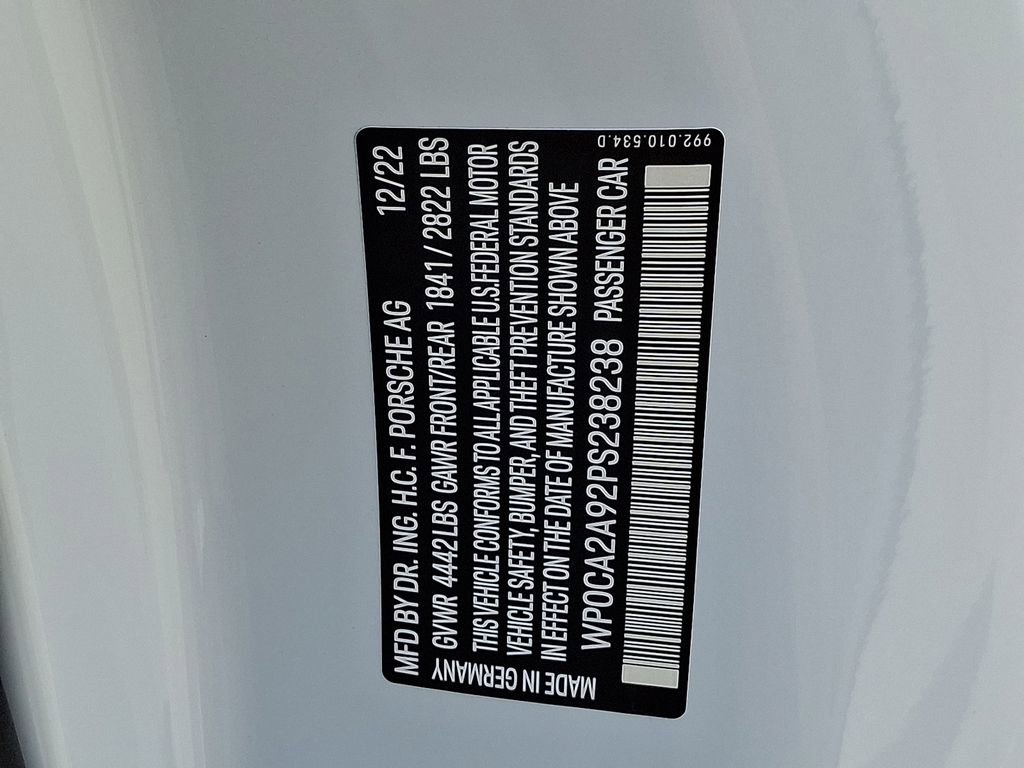 MFD BY DR. ING. H.C. F. PORSCHE AG 12/22
GVWR 4442 LBS GAWR FRONT/REAR 1841 / 2822 LBS
THIS VEHICLE CONFORMS TO ALL APPLICABLE U.S.FEDERAL MOTOR
VEHICLE SAFETY, BUMPER, AND THEFT PREVENTION STANDARDS
IN EFFECT ON THE DATE OF MANUFACTURE SHOWN ABOVE
WP0CA2A92PS238238 PASSENGER CAR
MADE IN GERMANY
992.010.534.D